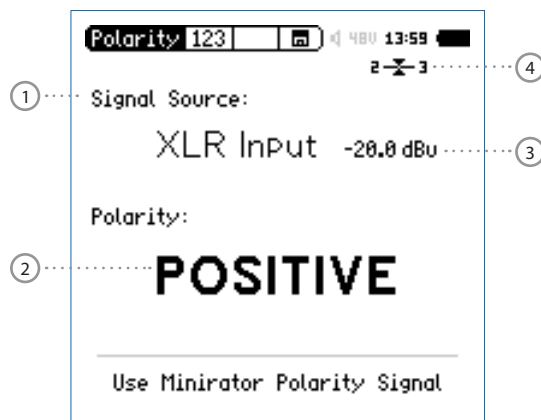 Polarity 123 48V 13:59
2 3 4
1 Signal Source:
XLR Input -20.0 dBu 3
Polarity:
2 POSITIVE
Use Minirator Polarity Signal